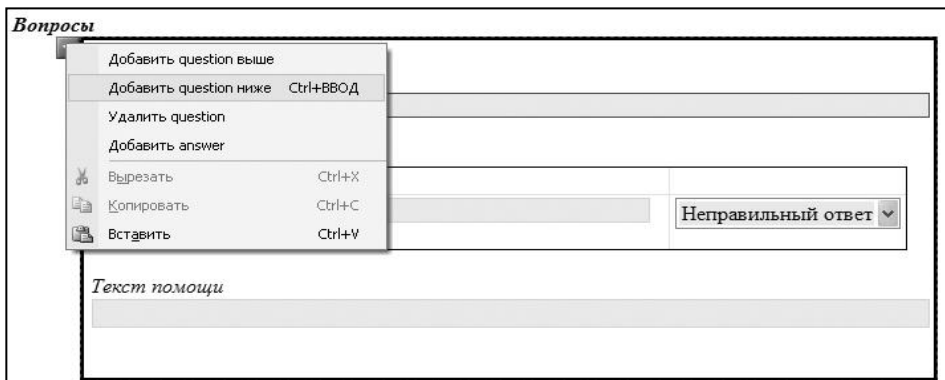 Вопросы
Добавить question выше
Добавить question ниже Ctrl+ВВОД
Удалить question
Добавить answer
Вырезать Ctrl+X
Копировать Ctrl+C
Неправильный ответ
Вставить Ctrl+V
Текст помощи